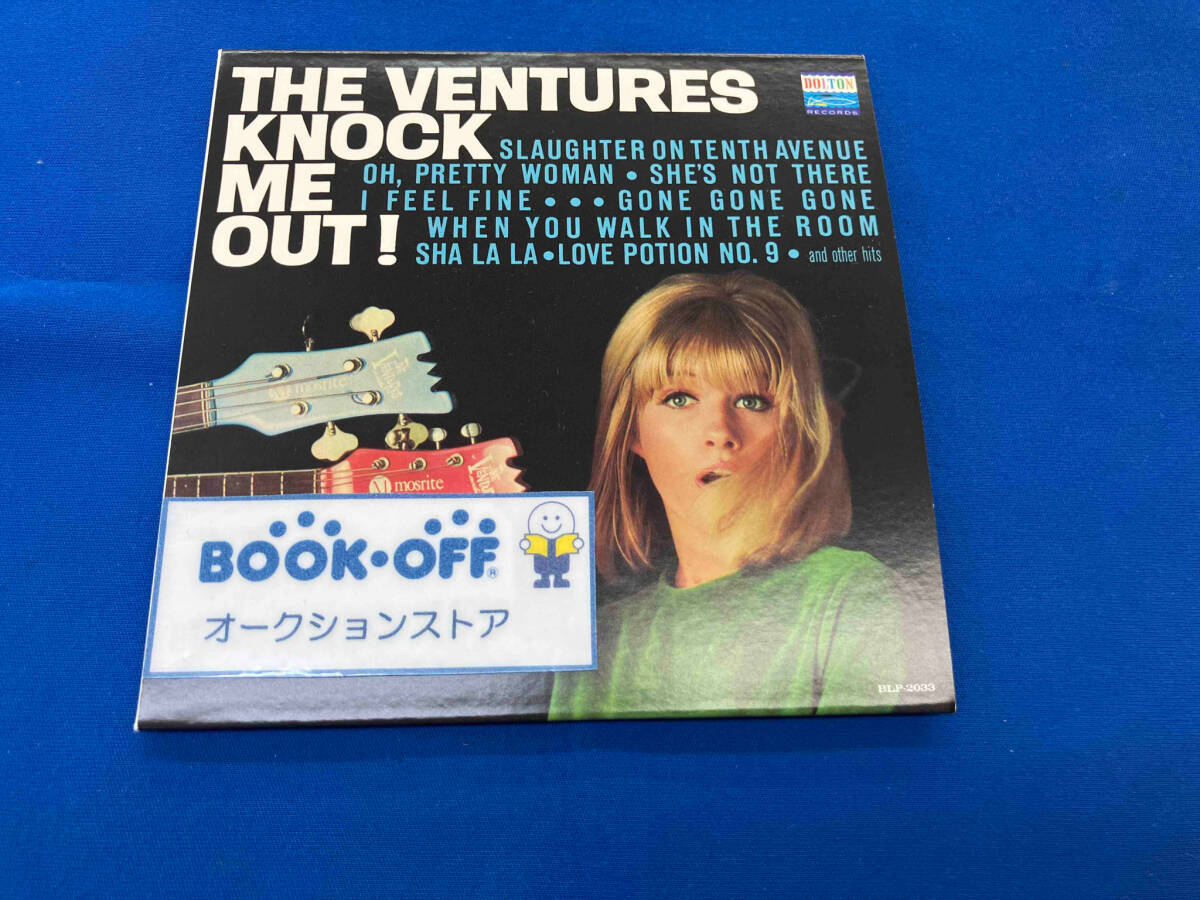 THE VENTURES
KNOCK
ME
OUT!
DOLTON
RECORDS
SLAUGHTER ON TENTH AVENUE
OH, PRETTY WOMAN • SHE'S NOT THERE
I FEEL FINE • • • GONE GONE GONE
WHEN YOU WALK IN THE ROOM
SHA LA LA • LOVE POTION NO. 9 • and other hits
mosrite
M mosrite
BOOK•OFF®
オークションストア
BLP-2033